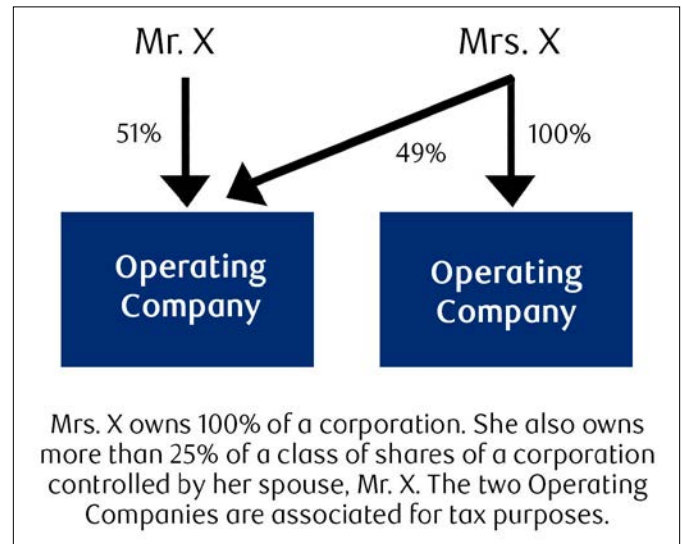 Mr. X
Mrs. X
51%
49%
100%
Operating
Company
Operating
Company
Mrs. X owns 100% of a corporation. She also owns
more than 25% of a class of shares of a corporation
controlled by her spouse, Mr. X. The two Operating
Companies are associated for tax purposes.